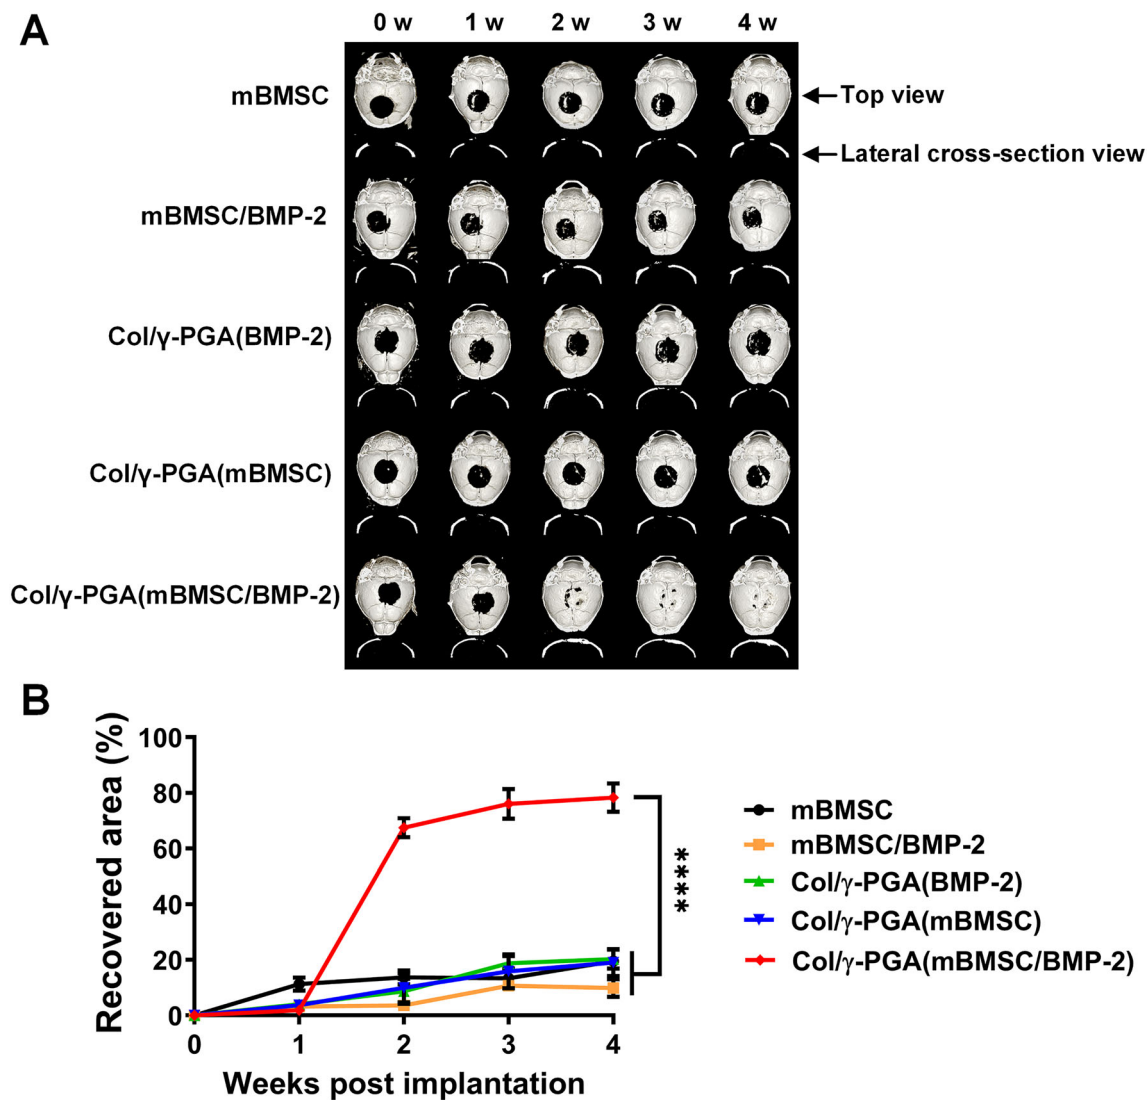 A
0 w 1 w 2 w 3 w 4 w
mBMSC
Top view
Lateral cross-section view
mBMSC/BMP-2
Col/γ-PGA(BMP-2)
Col/γ-PGA(mBMSC)
Col/γ-PGA(mBMSC/BMP-2)
B
Recovered area (%)
100
80
60
40
20
0
0 1 2 3 4
Weeks post implantation
****
mBMSC
mBMSC/BMP-2
Col/γ-PGA(BMP-2)
Col/γ-PGA(mBMSC)
Col/γ-PGA(mBMSC/BMP-2)